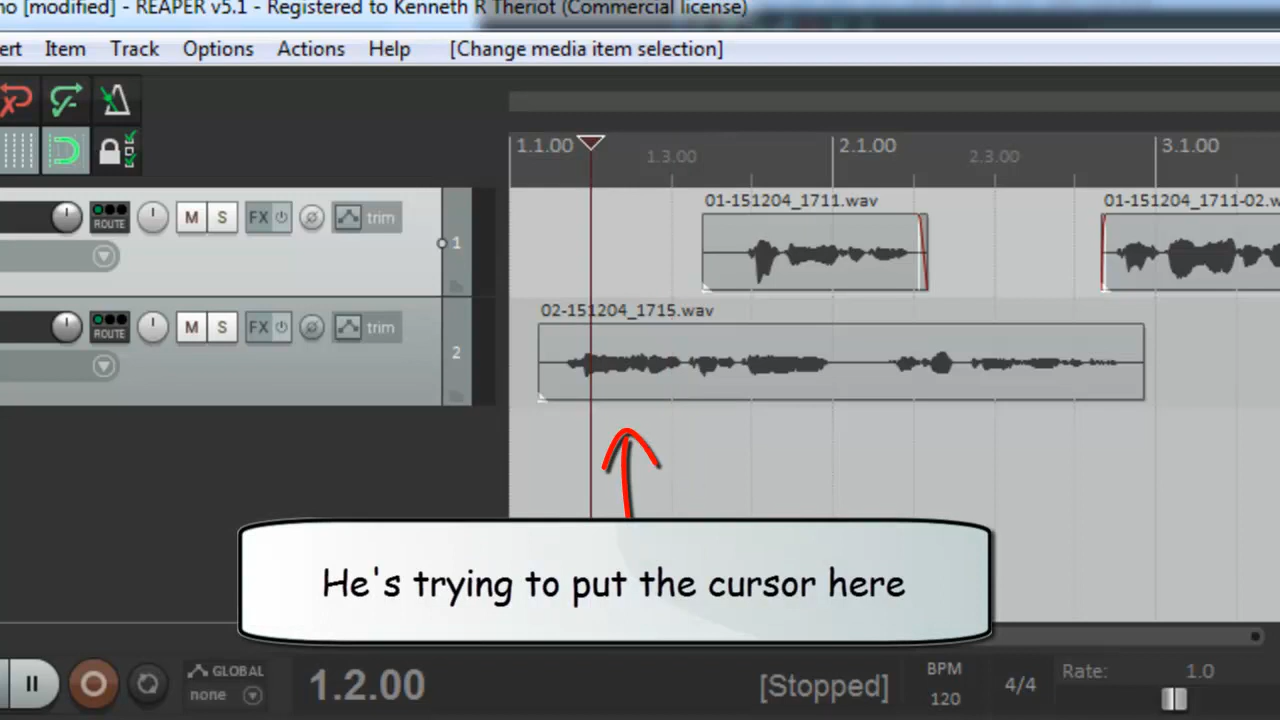 no [modified] - REAPER v5.1 - Registered to Kenneth R Theriot (Commercial license)
ert Item Track Options Actions Help [Change media item selection]
1.1.00 1.3.00 2.1.00 2.3.00 3.1.00
01-151204_1711.wav 01-151204_1711-02.w
ROUTE M S FX trim 1
02-151204_1715.wav
ROUTE M S FX trim 2
He's trying to put the cursor here
GLOBAL
none
1.2.00 [Stopped]
BPM
120
4/4
Rate: 1.0